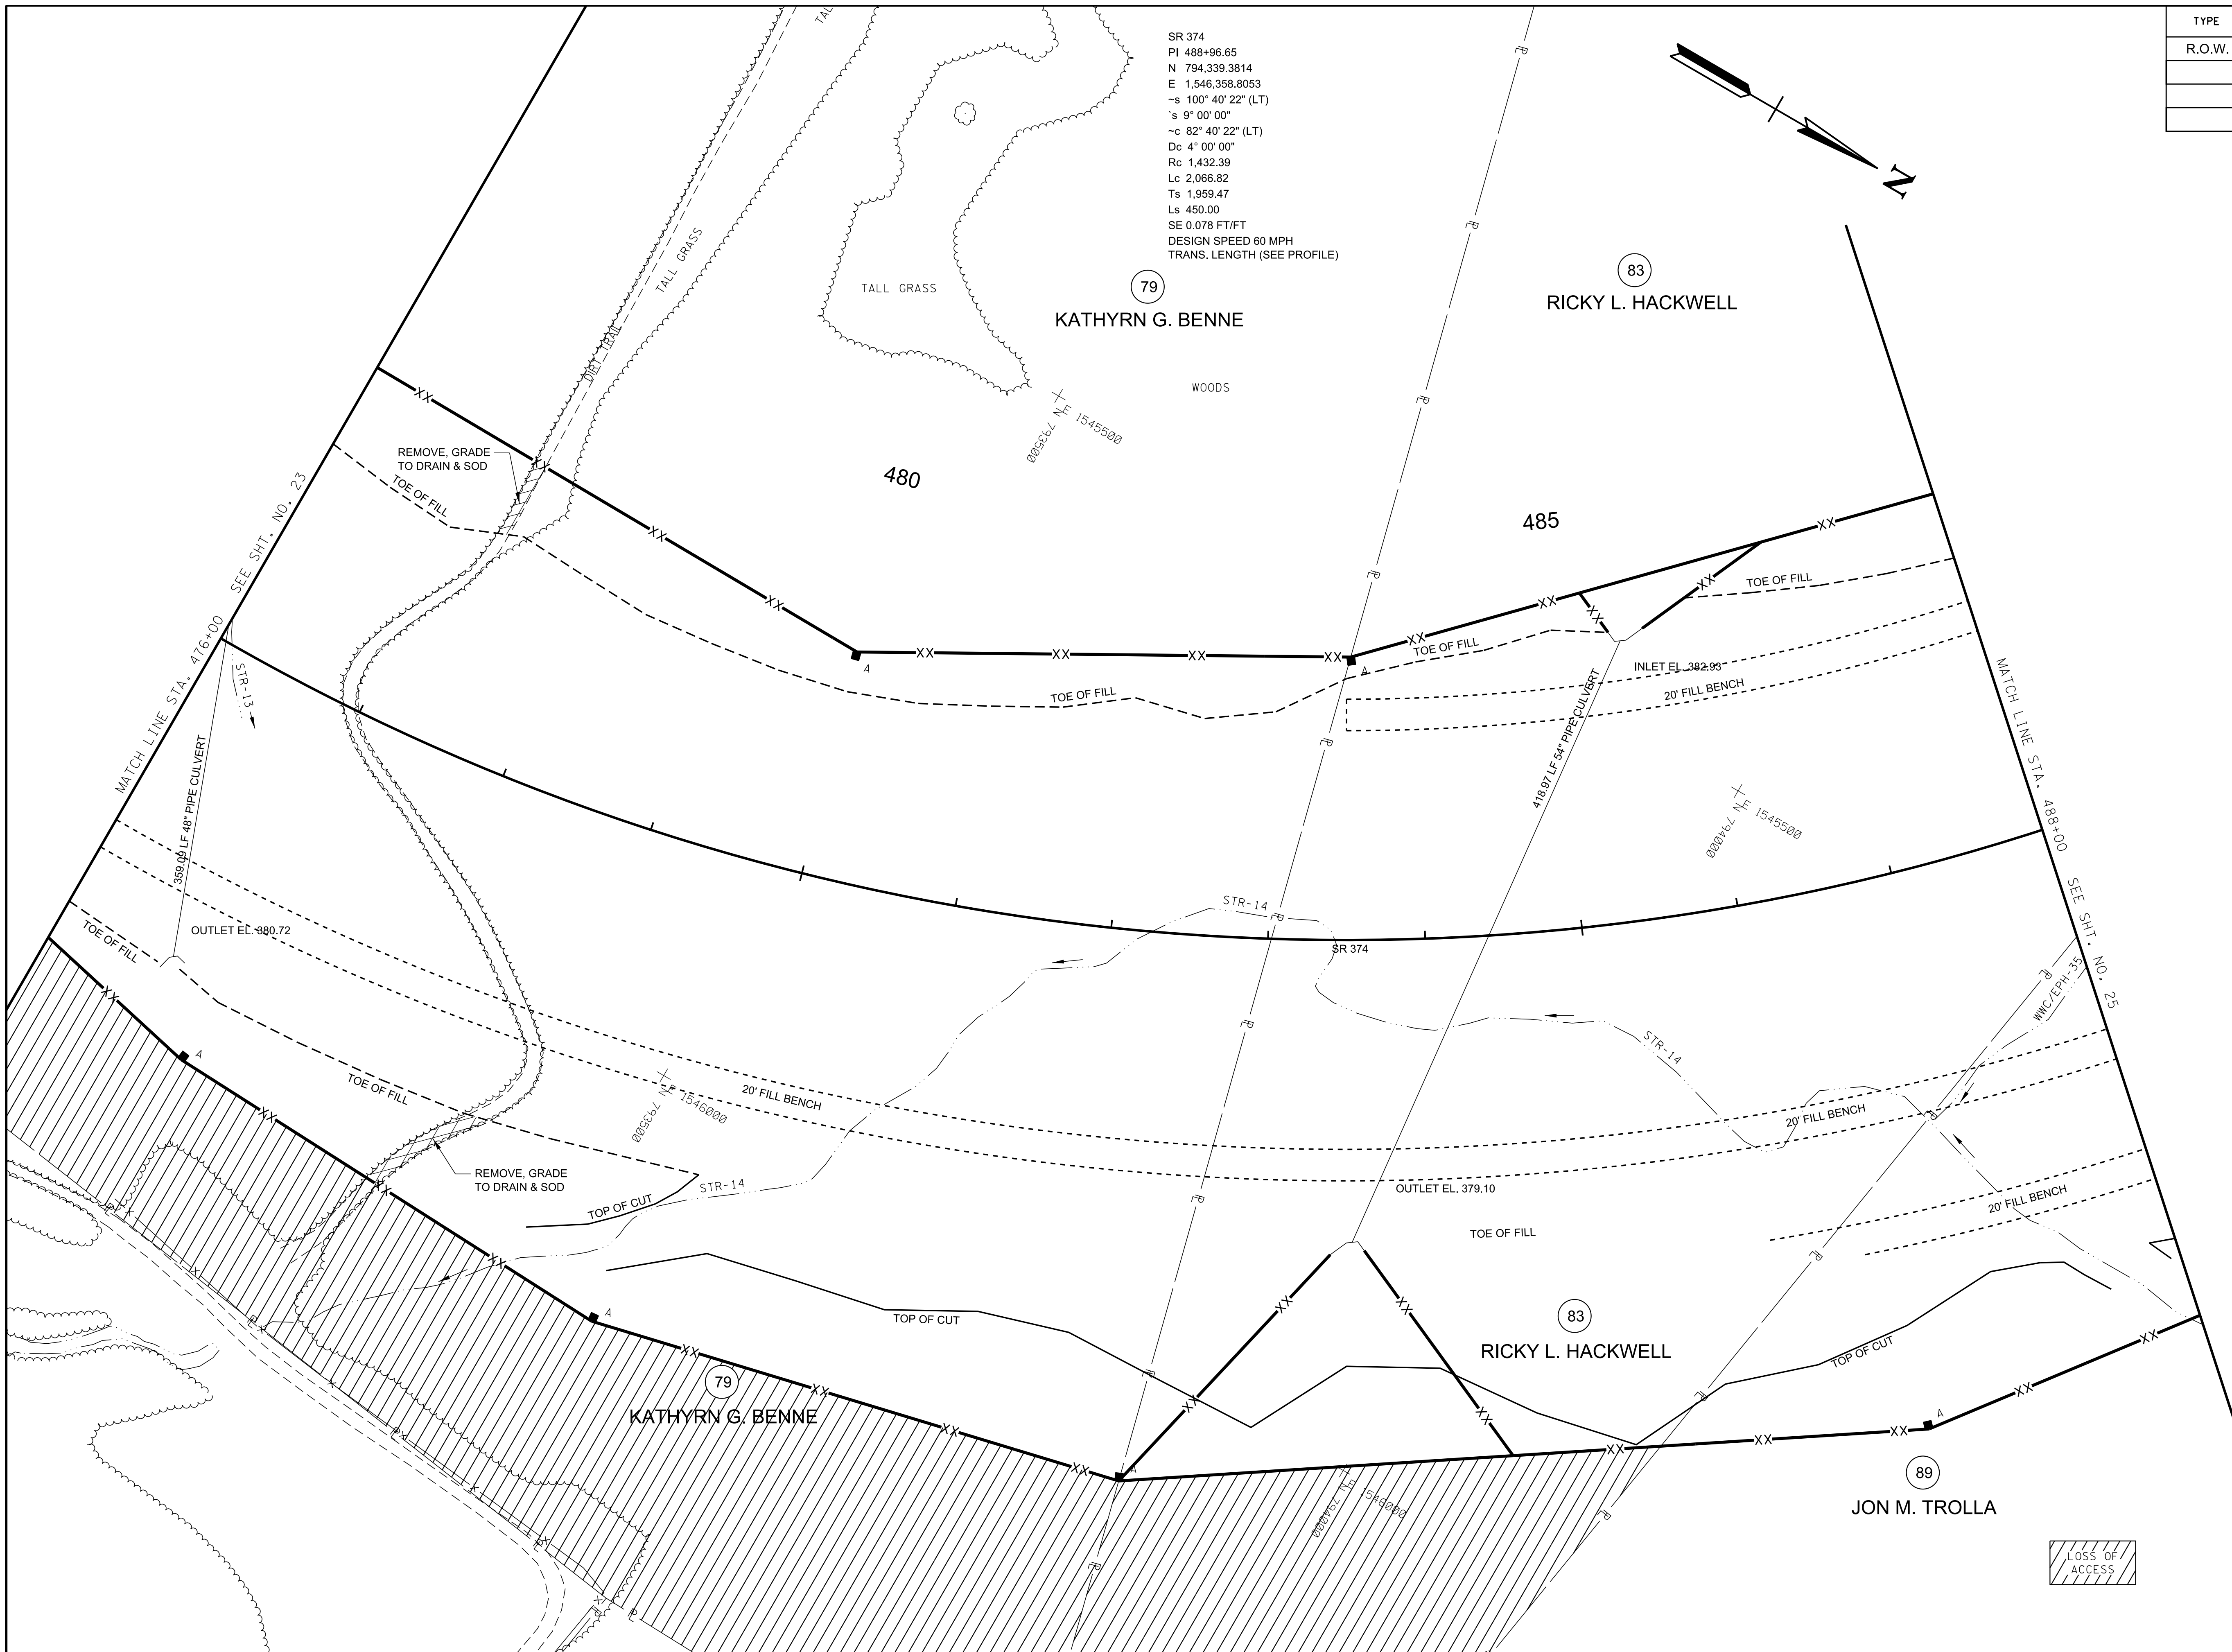 TYPE
R.O.W.
SR 374
PI 488+96.65
N 794,339.3814
E 1,546,358.8053
~s 100° 40' 22" (LT)
`s 9° 00' 00"
~c 82° 40' 22" (LT)
Dc 4° 00' 00"
Rc 1,432.39
Lc 2,066.82
Ts 1,959.47
Ls 450.00
SE 0.078 FT/FT
DESIGN SPEED 60 MPH
TRANS. LENGTH (SEE PROFILE)
N
TALL GRASS
TALL GRASS
DIRT TRAIL
79
KATHYRN G. BENNE
83
RICKY L. HACKWELL
WOODS
N 793500
E 1545500
480
485
REMOVE, GRADE
TO DRAIN & SOD
TOE OF FILL
MATCH LINE STA. 476+00 SEE SHT. NO. 23
STR-13
359.09 LF 48" PIPE CULVERT
A
A
TOE OF FILL
TOE OF FILL
TOE OF FILL
INLET EL. 382.93
20' FILL BENCH
418.97 LF 54" PIPE CULVERT
N 794000
E 1545500
MATCH LINE STA. 488+00 SEE SHT. NO. 25
OUTLET EL. 380.72
TOE OF FILL
STR-14
SR 374
STR-14
WWC/EPH-35
A
TOE OF FILL
N 793500
E 1546000
20' FILL BENCH
20' FILL BENCH
REMOVE, GRADE
TO DRAIN & SOD
STR-14
TOP OF CUT
OUTLET EL. 379.10
TOE OF FILL
20' FILL BENCH
A
TOP OF CUT
83
RICKY L. HACKWELL
TOP OF CUT
79
KATHYRN G. BENNE
A
A
N 794000
E 1546000
89
JON M. TROLLA
LOSS OF
ACCESS